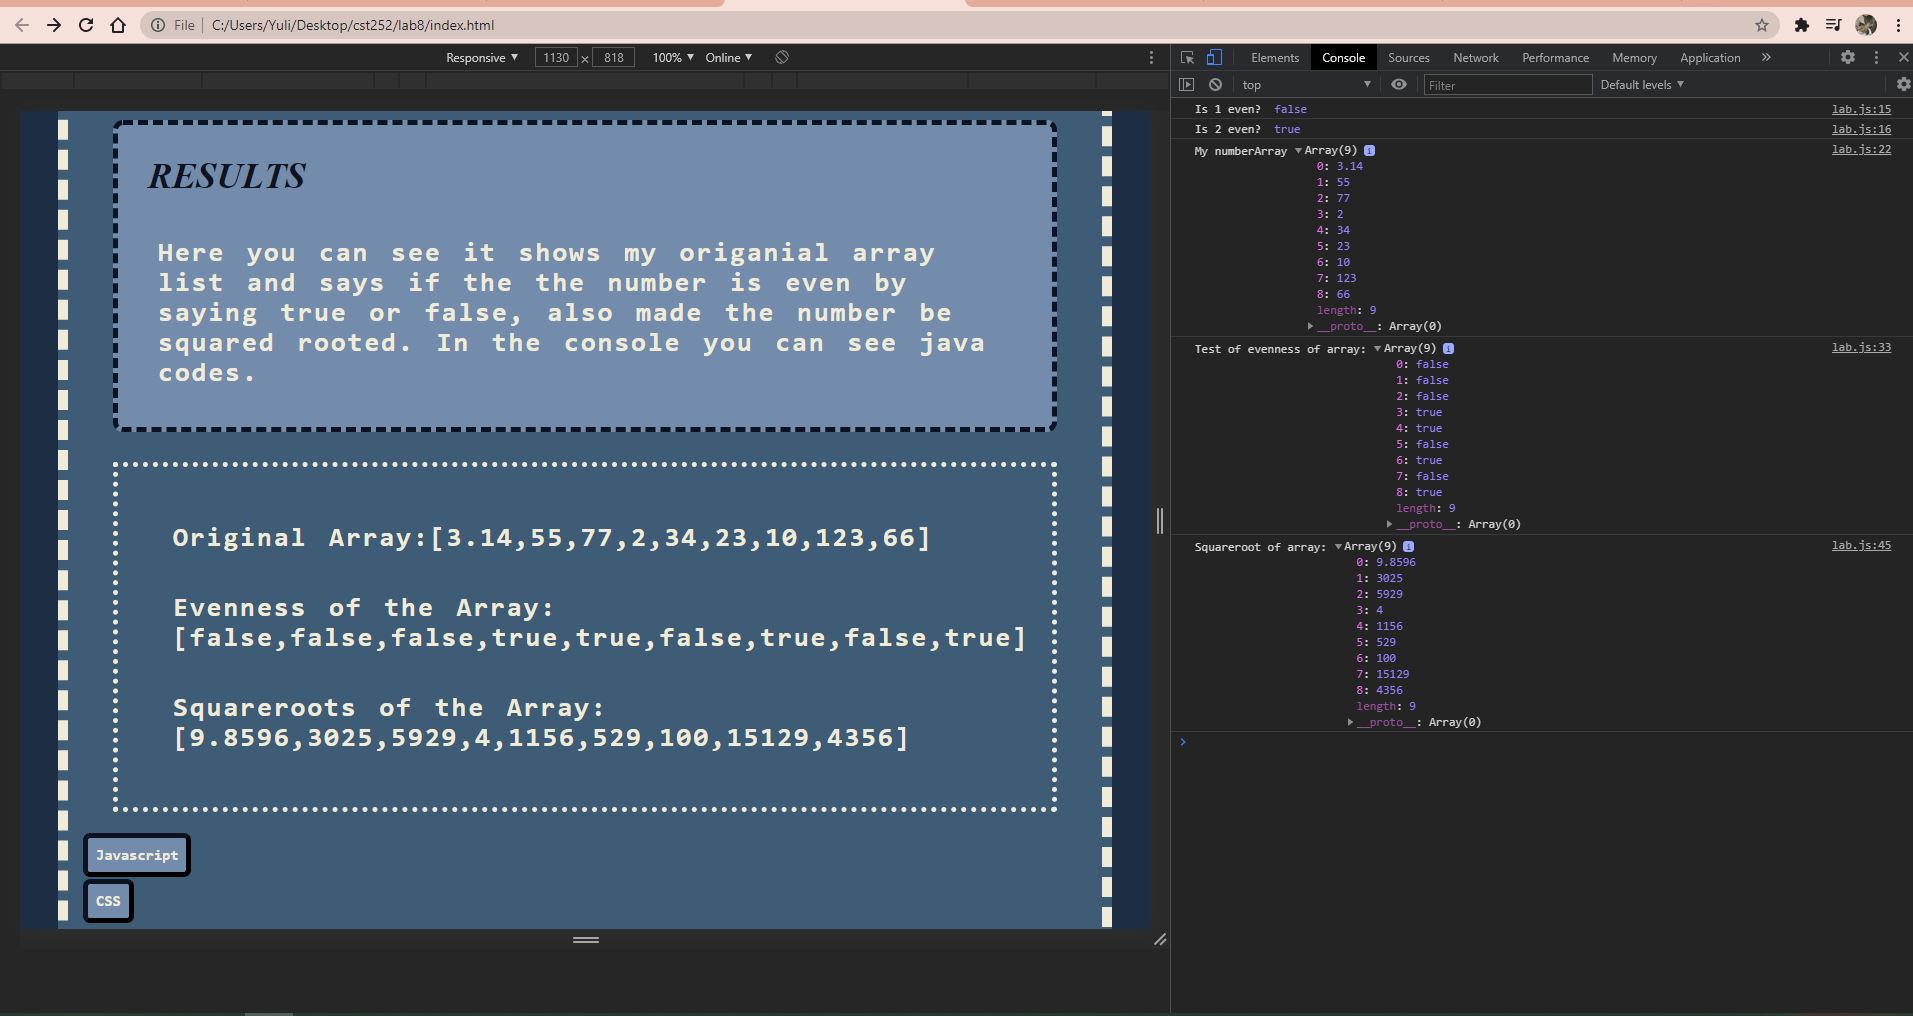 File C:/Users/Yuli/Desktop/cst252/lab8/index.html
Responsive ▼ 1130 × 818 100% ▼ Online ▼
Elements Console Sources Network Performance Memory Application »
top ▼ Filter Default levels ▼
RESULTS
Here you can see it shows my origanial array
list and says if the the number is even by
saying true or false, also made the number be
squared rooted. In the console you can see java
codes.
Original Array:[3.14,55,77,2,34,23,10,123,66]
Evenness of the Array:
[false,false,false,true,true,false,true,false,true]
Squareroots of the Array:
[9.8596,3025,5929,4,1156,529,100,15129,4356]
Javascript
CSS
Is 1 even? false lab.js:15
Is 2 even? true lab.js:16
My numberArray ▼Array(9) i lab.js:22
0: 3.14
1: 55
2: 77
3: 2
4: 34
5: 23
6: 10
7: 123
8: 66
length: 9
▶__proto__: Array(0)
Test of evenness of array: ▼Array(9) i lab.js:33
0: false
1: false
2: false
3: true
4: true
5: false
6: true
7: false
8: true
length: 9
▶__proto__: Array(0)
Squareroot of array: ▼Array(9) i lab.js:45
0: 9.8596
1: 3025
2: 5929
3: 4
4: 1156
5: 529
6: 100
7: 15129
8: 4356
length: 9
▶__proto__: Array(0)
>